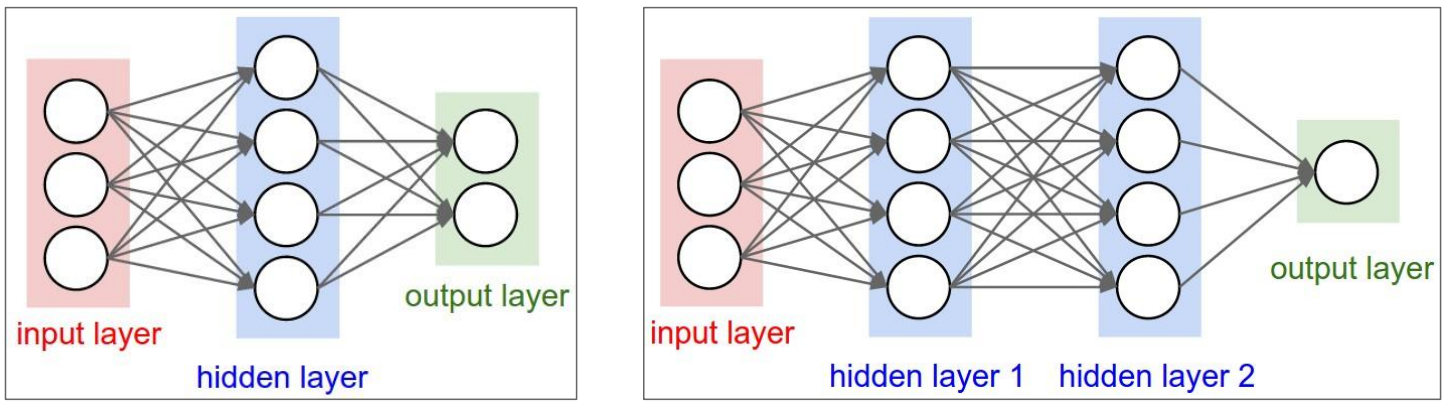 input layer
hidden layer
output layer
input layer
hidden layer 1
hidden layer 2
output layer